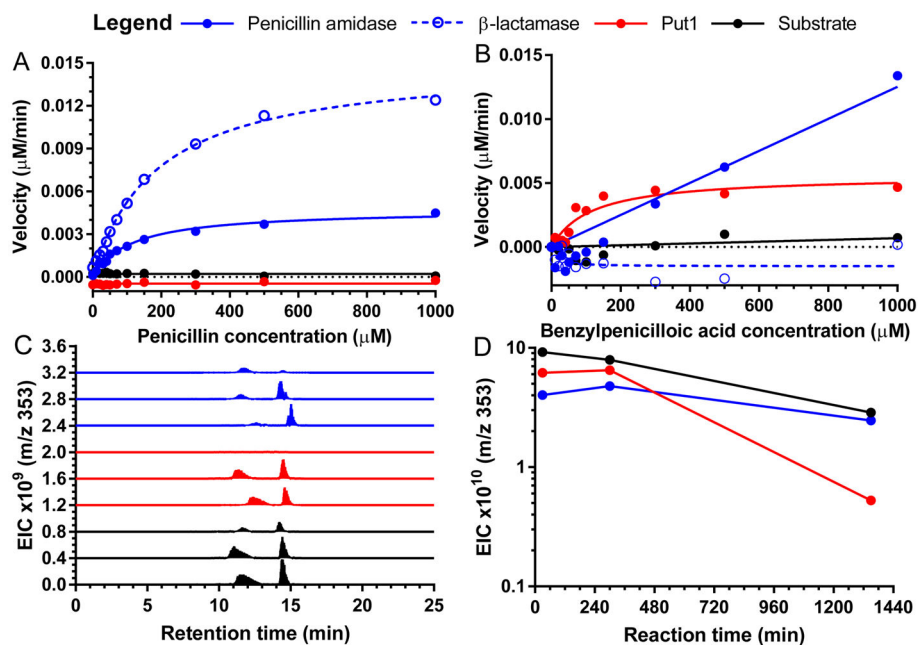 Legend Penicillin amidase β-lactamase Put1 Substrate
A
Velocity (μM/min)
0.015
0.012
0.009
0.006
0.003
0.000
0 200 400 600 800 1000
Penicillin concentration (μM)
B
Velocity (μM/min)
0.015
0.010
0.005
0.000
-0.005
0 200 400 600 800 1000
Benzylpenicilloic acid concentration (μM)
C
EIC x10⁹ (m/z 353)
3.6
3.2
2.8
2.4
2.0
1.6
1.2
0.8
0.4
0.0
0 5 10 15 20 25
Retention time (min)
D
EIC x10¹⁰ (m/z 353)
10
1
0.1
0 240 480 720 960 1200 1440
Reaction time (min)